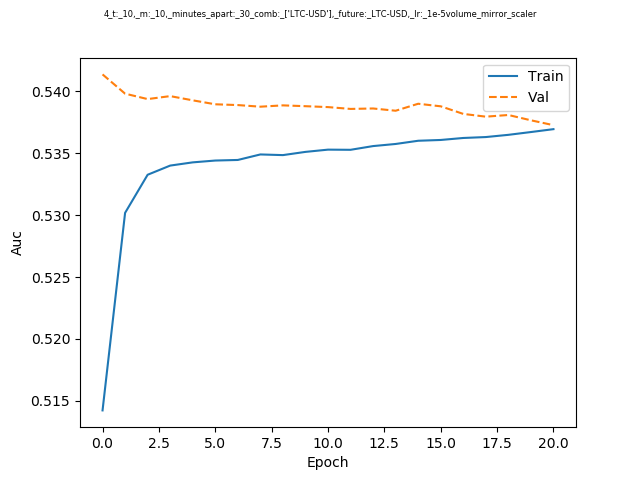 4_t:_10,_m:_10,_minutes_apart:_30_comb:_['LTC-USD'],_future:_LTC-USD,_lr:_1e-5volume_mirror_scaler
Train
Val
Auc
0.540
0.535
0.530
0.525
0.520
0.515
0.0 2.5 5.0 7.5 10.0 12.5 15.0 17.5 20.0
Epoch